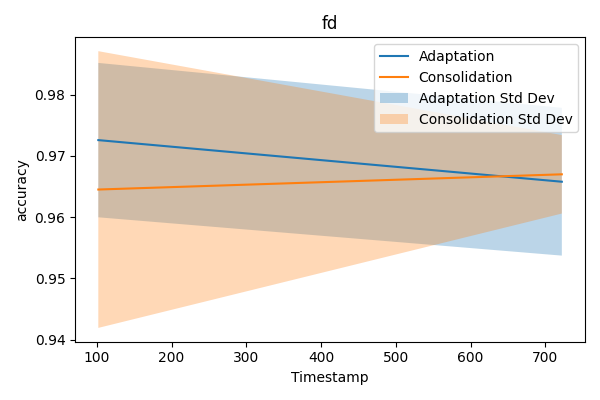 fd
Adaptation
Consolidation
Adaptation Std Dev
Consolidation Std Dev
accuracy
0.98
0.97
0.96
0.95
0.94
100 200 300 400 500 600 700
Timestamp